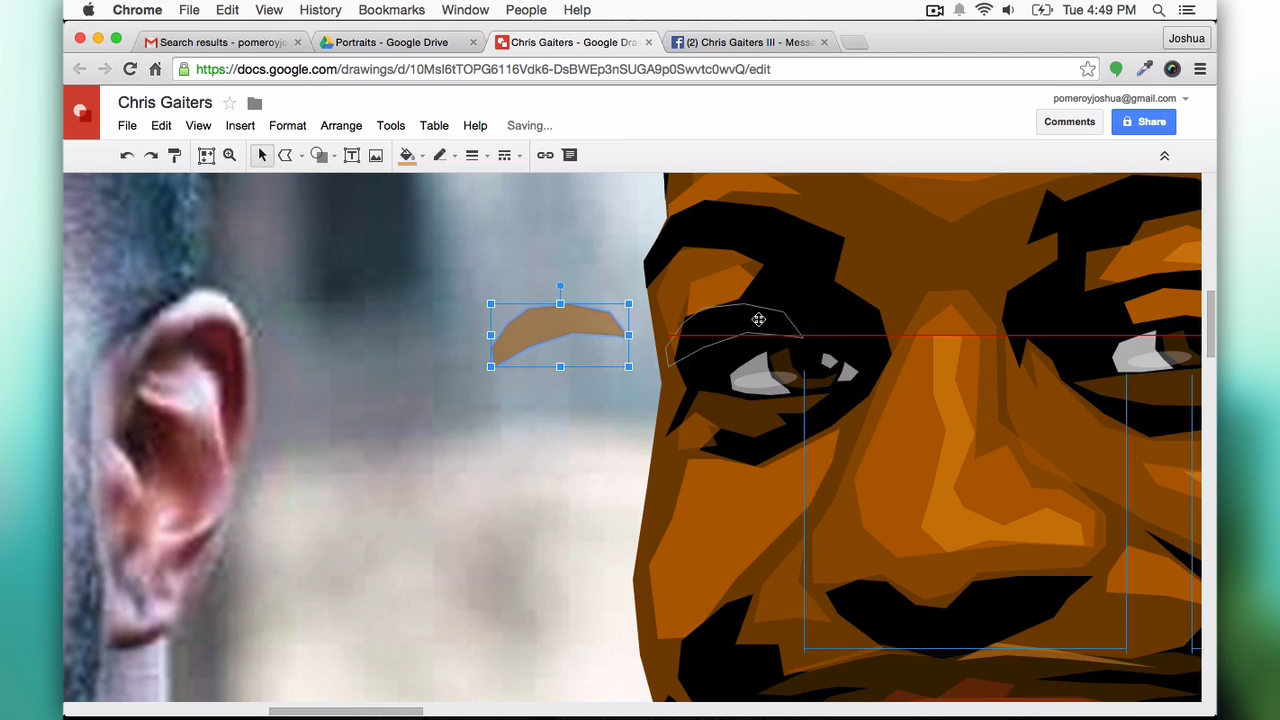 Chrome File Edit View History Bookmarks Window People Help Tue 4:49 PM
Search results - pomeroyjo Portraits - Google Drive Chris Gaiters - Google Dra (2) Chris Gaiters III - Messa Joshua
https://docs.google.com/drawings/d/10Msl6tTOPG6116Vdk6-DsBWEp3nSUGA9p0Swvtc0wvQ/edit
Chris Gaiters pomeroyjoshua@gmail.com
File Edit View Insert Format Arrange Tools Table Help Saving... Comments Share